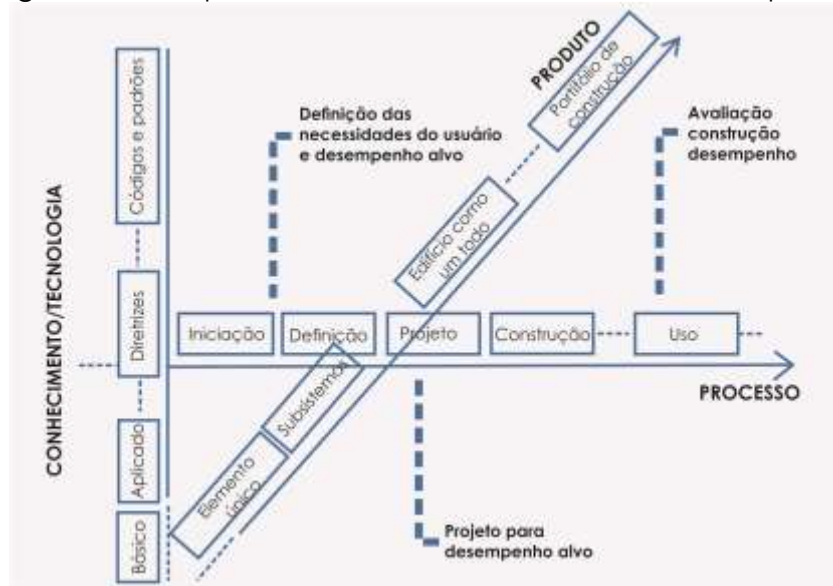 PRODUTO
Portifólio de
construção
Códigos e padrões
Definição das
necessidades do usuário
e desempenho alvo
Avaliação
construção
desempenho
CONHECIMENTO/TECNOLOGIA
Edifício como
um todo
Diretrizes
Iniciação
Definição
Projeto
Construção
Uso
PROCESSO
Subsistemas
Aplicado
Elemento
único
Básico
Projeto para
desempenho alvo